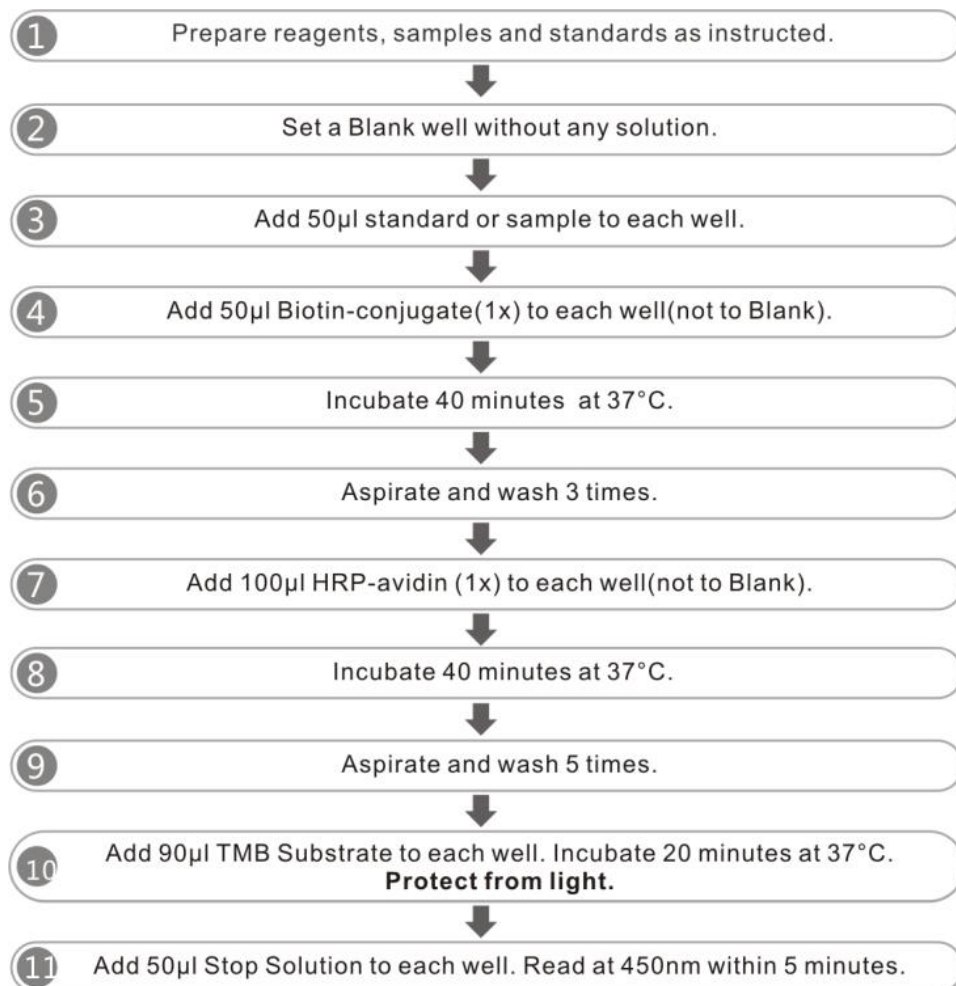 1 Prepare reagents, samples and standards as instructed.
2 Set a Blank well without any solution.
3 Add 50μl standard or sample to each well.
4 Add 50μl Biotin-conjugate(1x) to each well(not to Blank).
5 Incubate 40 minutes at 37°C.
6 Aspirate and wash 3 times.
7 Add 100μl HRP-avidin (1x) to each well(not to Blank).
8 Incubate 40 minutes at 37°C.
9 Aspirate and wash 5 times.
10 Add 90μl TMB Substrate to each well. Incubate 20 minutes at 37°C.
Protect from light.
11 Add 50μl Stop Solution to each well. Read at 450nm within 5 minutes.